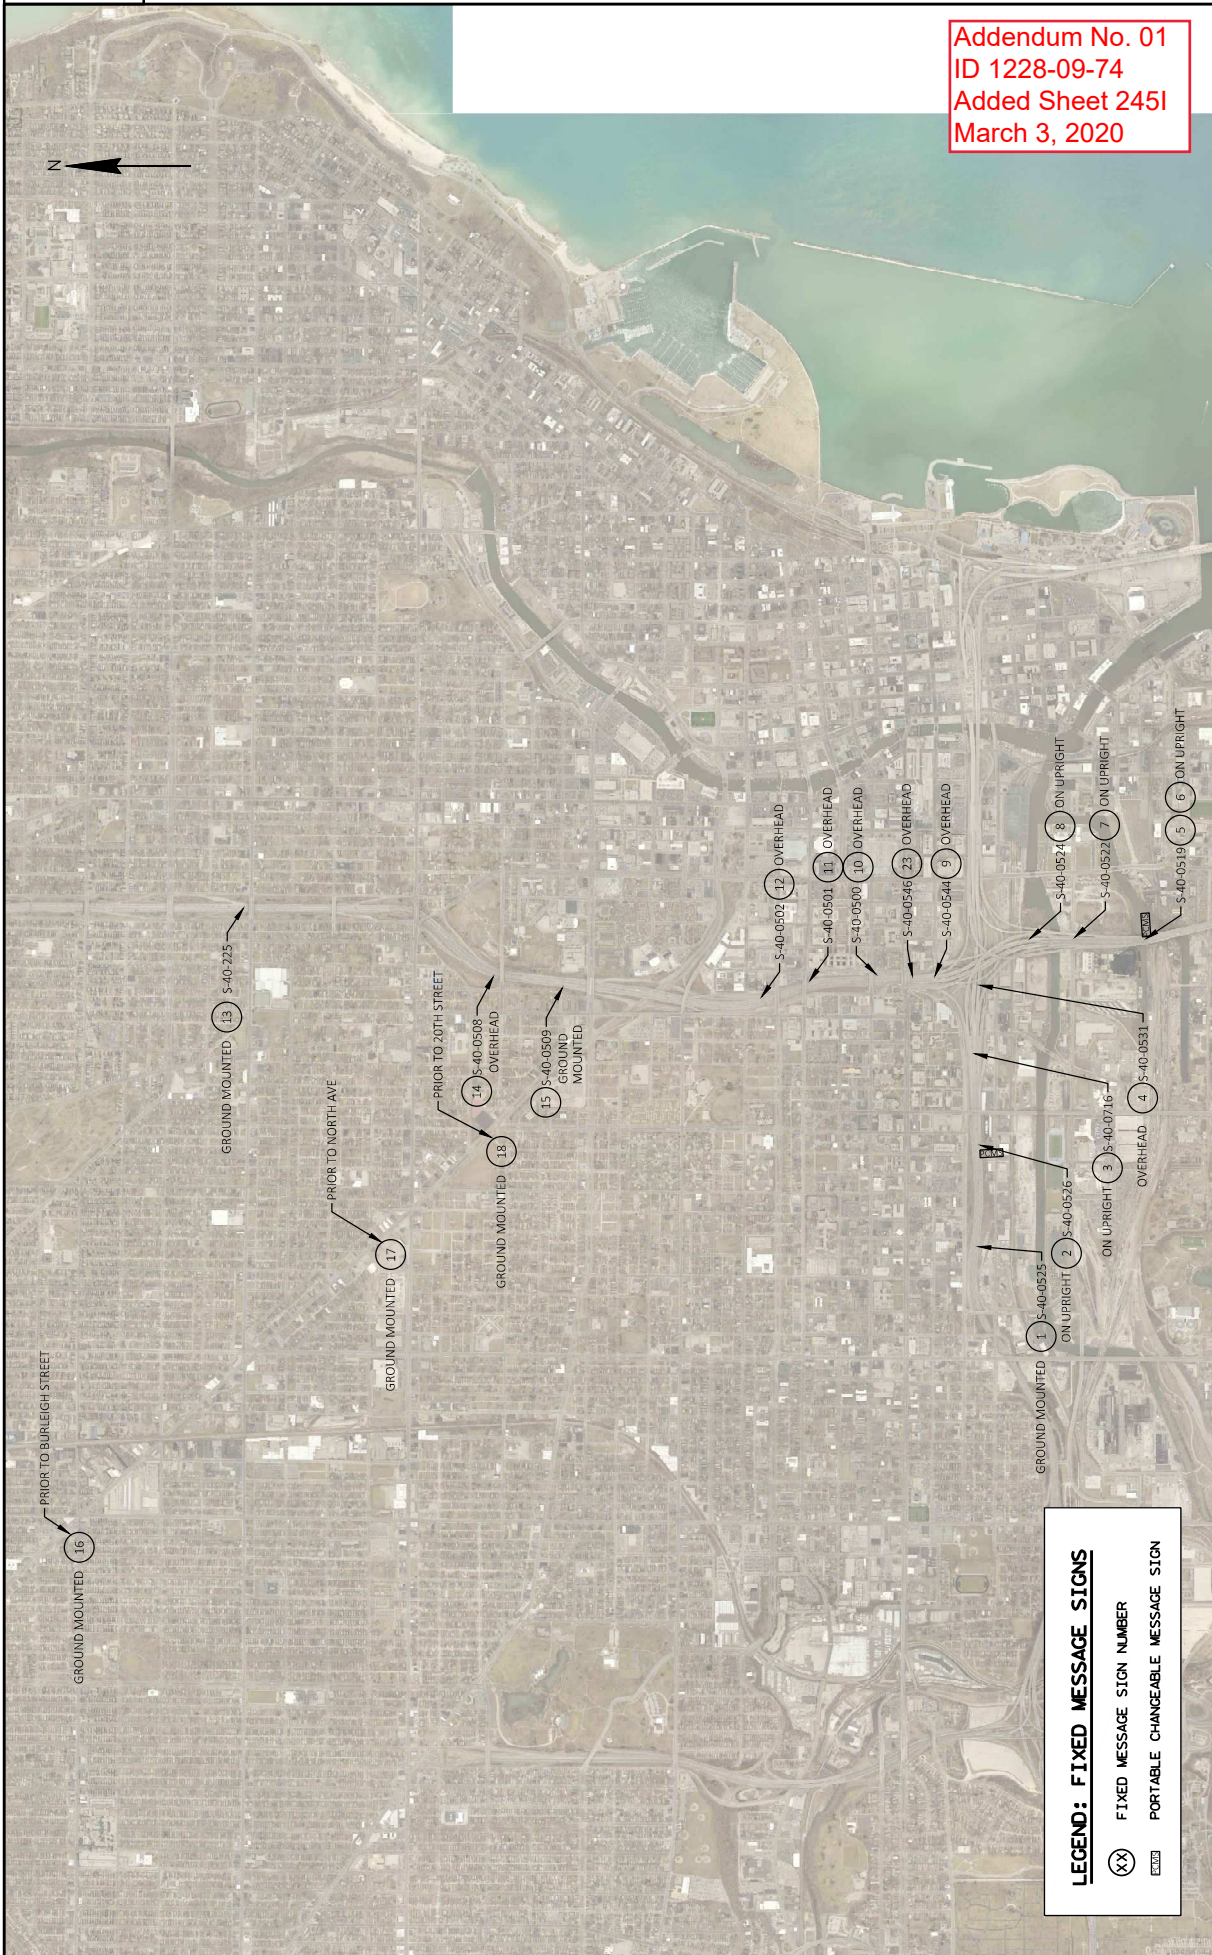 Addendum No. 01
ID 1228-09-74
Added Sheet 245I
March 3, 2020
N
PRIOR TO BURLEIGH STREET
16
GROUND MOUNTED
GROUND MOUNTED 13 S-40-225
PRIOR TO NORTH AVE
17
GROUND MOUNTED
PRIOR TO 20TH STREET
18
GROUND MOUNTED
14 S-40-0508
OVERHEAD
15 S-40-0509
GROUND
MOUNTED
S-40-0502 12 OVERHEAD
S-40-0501 11 OVERHEAD
S-40-0500 10 OVERHEAD
S-40-0546 23 OVERHEAD
S-40-0544 9 OVERHEAD
S-40-0524 8 ON UPRIGHT
S-40-0522 7 ON UPRIGHT
PCMS
S-40-0519 5 6 ON UPRIGHT
GROUND MOUNTED 1 S-40-0525
PCMS
ON UPRIGHT 2 S-40-0526
ON UPRIGHT 3 S-40-0716
OVERHEAD 4 S-40-0531
LEGEND: FIXED MESSAGE SIGNS
XX FIXED MESSAGE SIGN NUMBER
PCMS PORTABLE CHANGEABLE MESSAGE SIGN